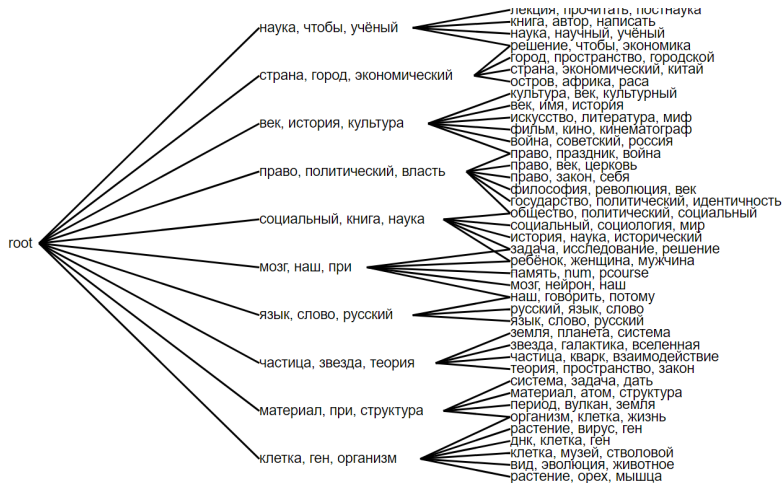 root
наука, чтобы, учёный
страна, город, экономический
век, история, культура
право, политический, власть
социальный, книга, наука
мозг, наш, при
язык, слово, русский
частица, звезда, теория
материал, при, структура
клетка, ген, организм
лекция, прочитать, постнаука
книга, автор, написать
наука, научный, учёный
решение, чтобы, экономика
город, пространство, городской
страна, экономический, китай
остров, африка, раса
культура, век, культурный
век, имя, история
искусство, литература, миф
фильм, кино, кинематограф
война, советский, россия
право, праздник, война
право, век, церковь
право, закон, себя
философия, революция, век
государство, политический, идентичность
общество, политический, социальный
социальный, социология, мир
история, наука, исторический
задача, исследование, решение
ребёнок, женщина, мужчина
память, num, pcourse
мозг, нейрон, наш
наш, говорить, потому
русский, язык, слово
язык, слово, русский
земля, планета, система
звезда, галактика, вселенная
частица, кварк, взаимодействие
теория, пространство, закон
система, задача, дать
материал, атом, структура
период, вулкан, земля
организм, клетка, жизнь
растение, вирус, ген
днк, клетка, ген
клетка, музей, стволовой
вид, эволюция, животное
растение, орех, мышца